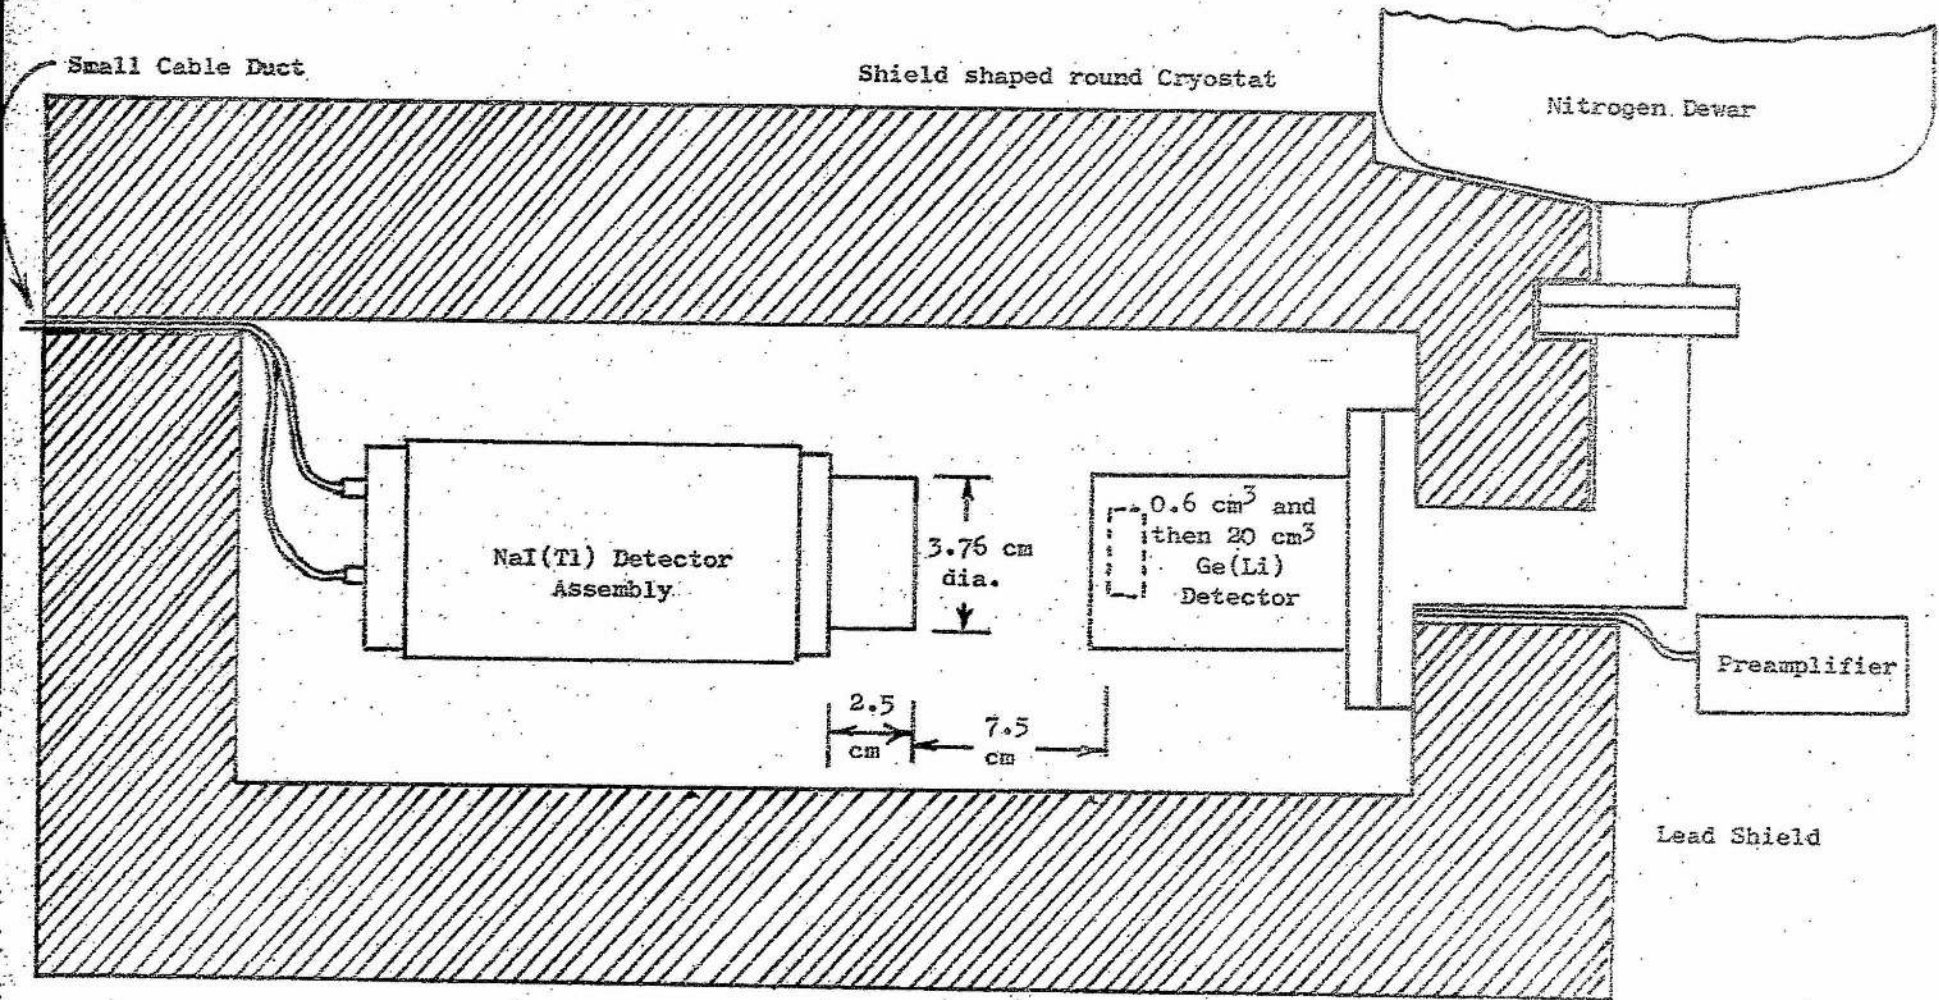 Small Cable Duct
Shield shaped round Cryostat
Nitrogen Dewar
NaI(Tl) Detector
Assembly
3.76 cm
dia.
0.6 cm³ and
then 20 cm³
Ge(Li)
Detector
Preamplifier
2.5
cm
7.5
cm
Lead Shield